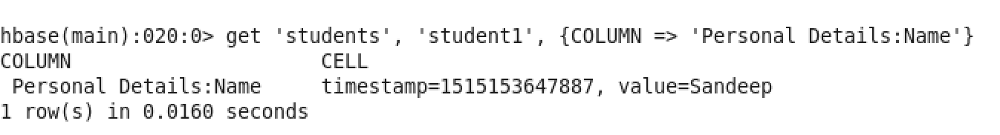 hbase(main):020:0> get 'students', 'student1', {COLUMN => 'Personal Details:Name'}
COLUMN                     CELL
 Personal Details:Name     timestamp=1515153647887, value=Sandeep
1 row(s) in 0.0160 seconds